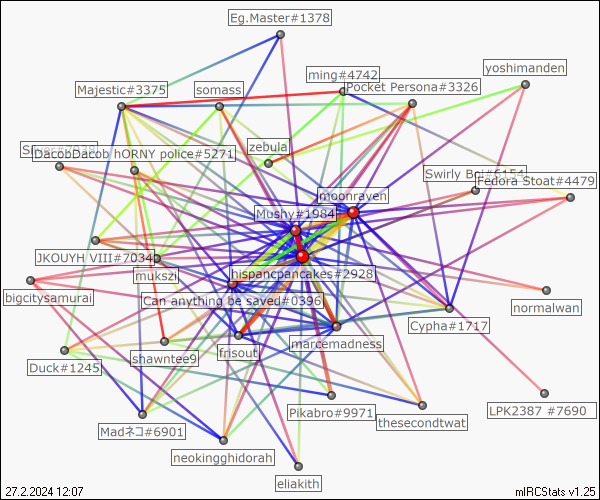 Eg.Master#1378
ming#4742
yoshimanden
Majestic#3375
somass
Pocket Persona#3326
zebula
DacobDacob hORNY police#5271
Swirly Boi#6154
Fedora Stoat#4479
moonraven
Mushy#1984
JKOUYH VIII#7034
mukszi
hispancpancakes#2928
bigcitysamurai
Can anything be saved#0396
normalwan
Cypha#1717
frisout
marcemadness
shawntee9
Duck#1245
Pikabro#9971
LPK2387 #7690
thesecondtwat
Madネコ#6901
neokingghidorah
eliakith
27.2.2024 12:07
mIRCStats v1.25